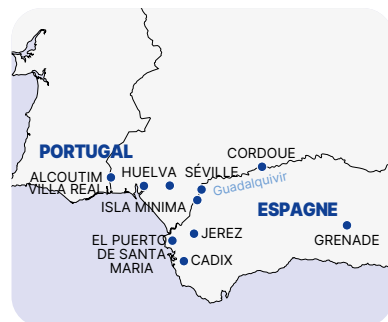 PORTUGAL
CORDOUE
ALCOUTIM
HUELVA
SÉVILLE
VILLA REAL
Guadalquivir
ISLA MINIMA
ESPAGNE
EL PUERTO
DE SANTA
MARIA
JEREZ
GRENADE
CADIX